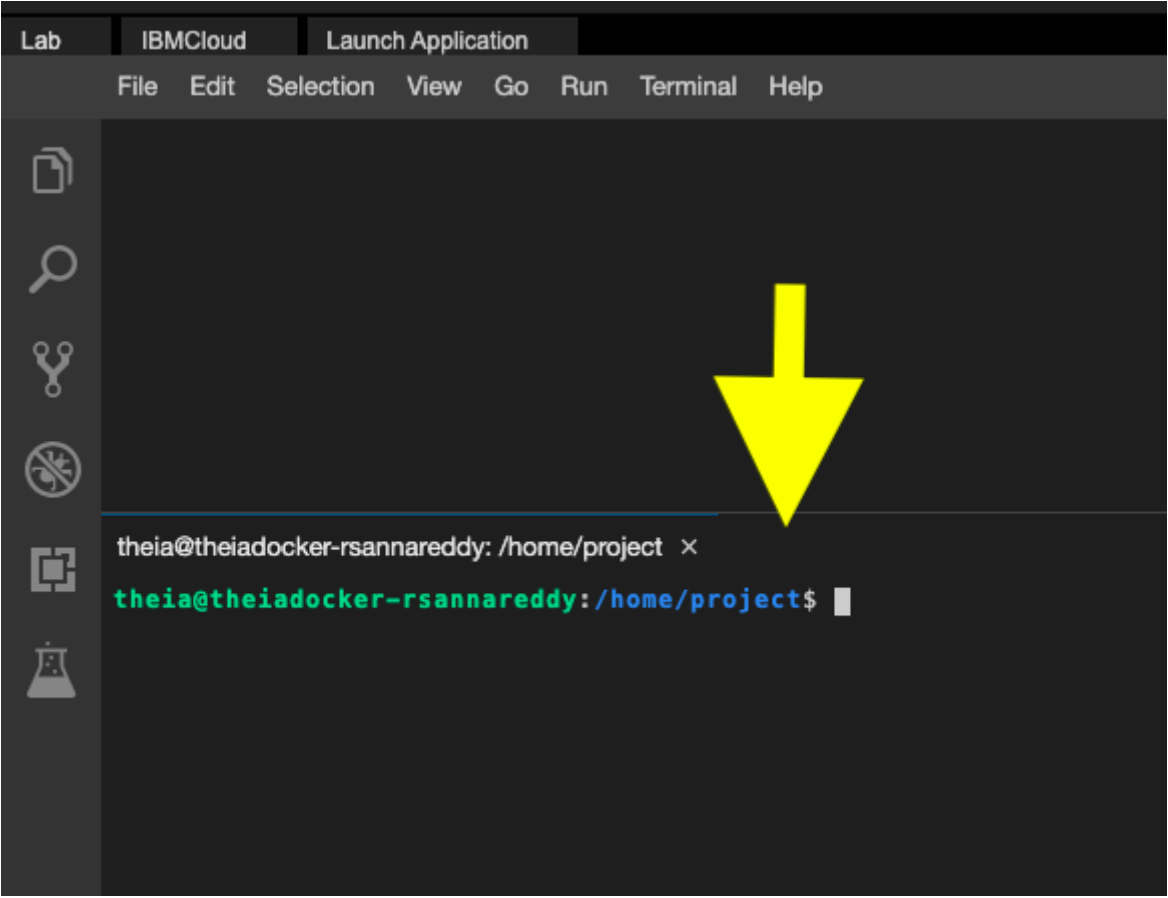 Lab IBMCloud Launch Application
File Edit Selection View Go Run Terminal Help
theia@theiadocker-rsannareddy: /home/project ×
theia@theiadocker-rsannareddy:/home/project$